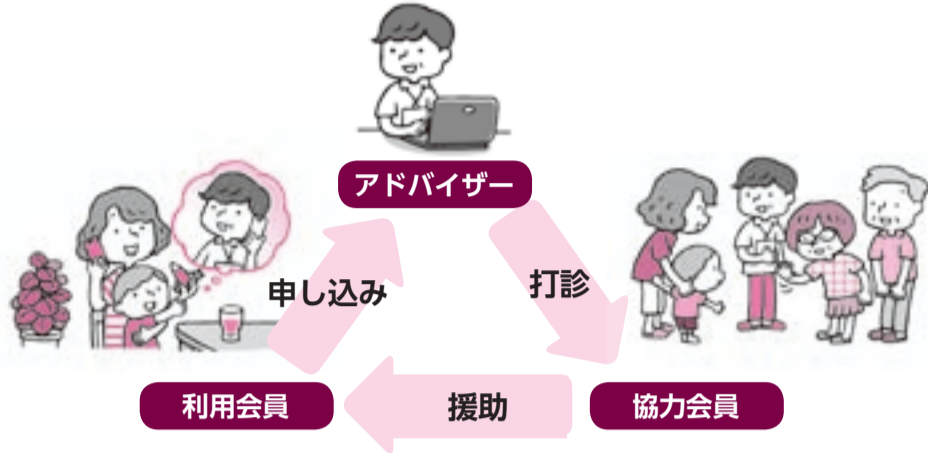 アドバイザー
申し込み
打診
利用会員
援助
協力会員